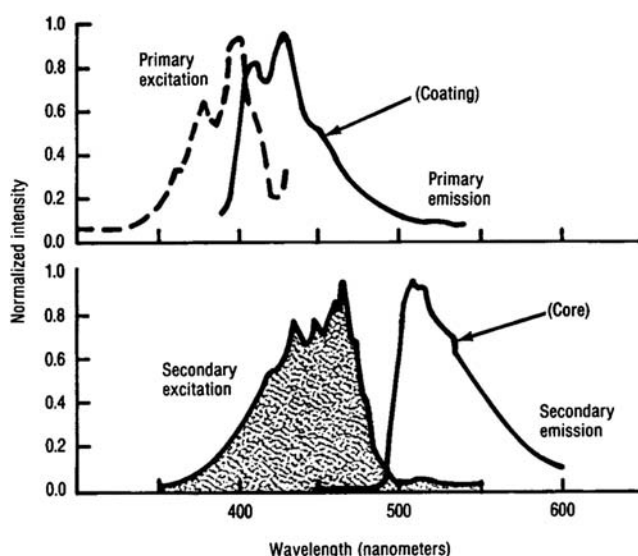 1.0
0.8
0.6
0.4
0.2
0.0
Primary
excitation
(Coating)
Primary
emission
Normalized intensity
1.0
0.8
0.6
0.4
0.2
0.0
Secondary
excitation
(Core)
Secondary
emission
400
500
600
Wavelength (nanometers)